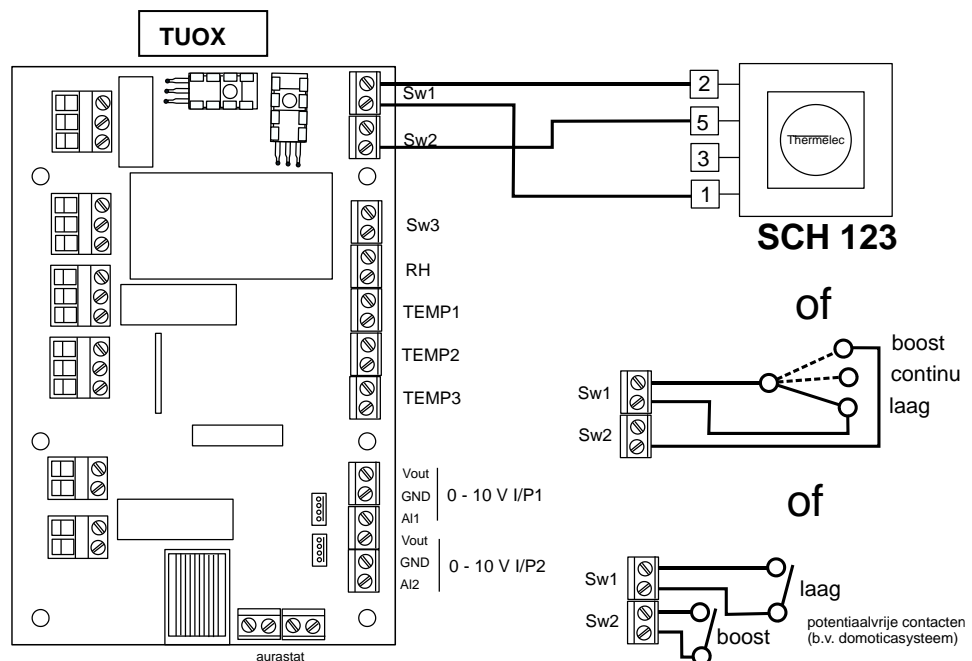 TUOX
Sw1
Sw2
Sw3
RH
TEMP1
TEMP2
TEMP3
Vout
GND
AI1
0 - 10 V I/P1
Vout
GND
AI2
0 - 10 V I/P2
aurastat
2
5
3
1
Thermelec
SCH 123
of
boost
continu
laag
Sw1
Sw2
of
Sw1
Sw2
laag
boost
potentiaalvrije contacten
(b.v. domoticasysteem)